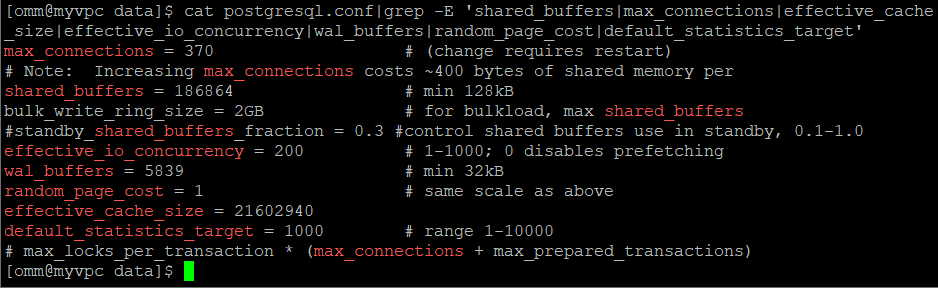 [omm@myvpc data]$ cat postgresql.conf|grep -E 'shared_buffers|max_connections|effective_cache
_size|effective_io_concurrency|wal_buffers|random_page_cost|default_statistics_target'
max_connections = 370                   # (change requires restart)
# Note:  Increasing max_connections costs ~400 bytes of shared memory per
shared_buffers = 186864                 # min 128kB
bulk_write_ring_size = 2GB              # for bulkload, max shared_buffers
#standby_shared_buffers_fraction = 0.3 #control shared buffers use in standby, 0.1-1.0
effective_io_concurrency = 200          # 1-1000; 0 disables prefetching
wal_buffers = 5839                      # min 32kB
random_page_cost = 1                    # same scale as above
effective_cache_size = 21602940
default_statistics_target = 1000        # range 1-10000
# max_locks_per_transaction * (max_connections + max_prepared_transactions)
[omm@myvpc data]$